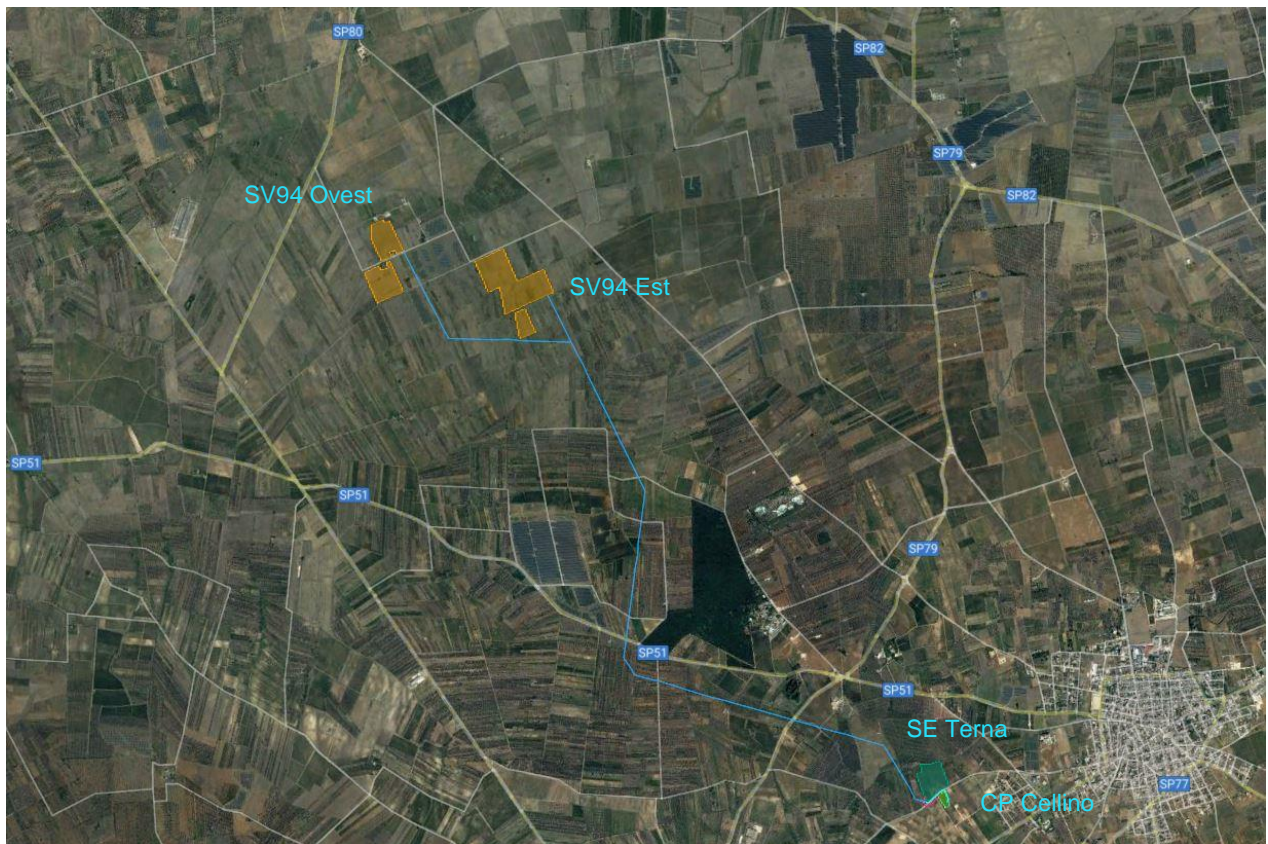 SP80
SP82
SP79
SP82
SV94 Ovest
SV94 Est
SP51
SP51
SP79
SP51
SP51
SE Terna
SP77
CP Cellino